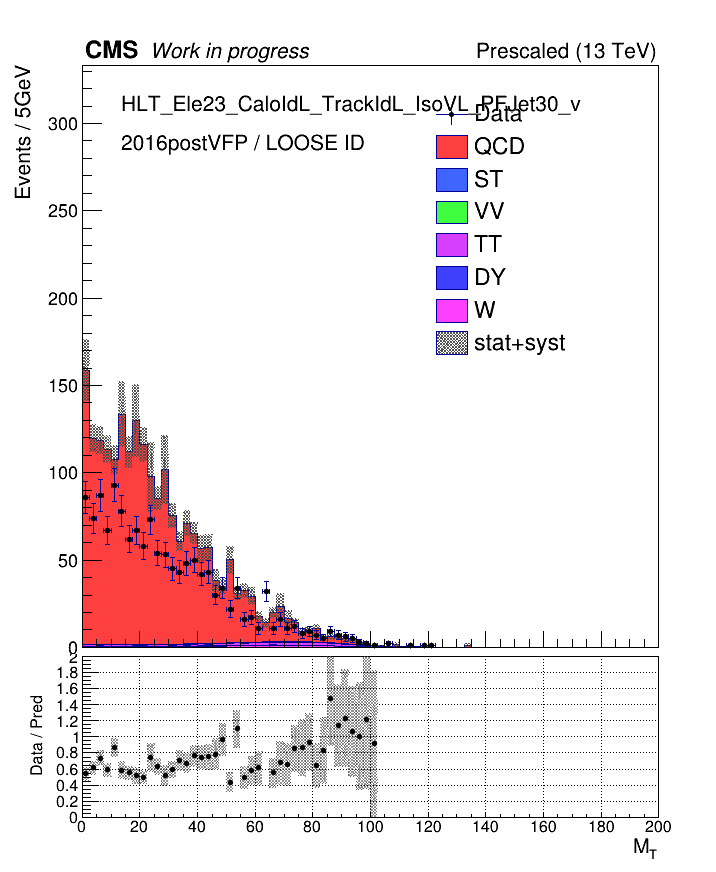 CMS Work in progress Prescaled (13 TeV)
Events / 5GeV
HLT_Ele23_CaloIdL_TrackIdL_IsoVL_PFJet30_v
2016postVFP / LOOSE ID
Data
QCD
ST
VV
TT
DY
W
stat+syst
300
250
200
150
100
50
0
Data / Pred
2
1.8
1.6
1.4
1.2
1
0.8
0.6
0.4
0.2
0
0 20 40 60 80 100 120 140 160 180 200
M_T